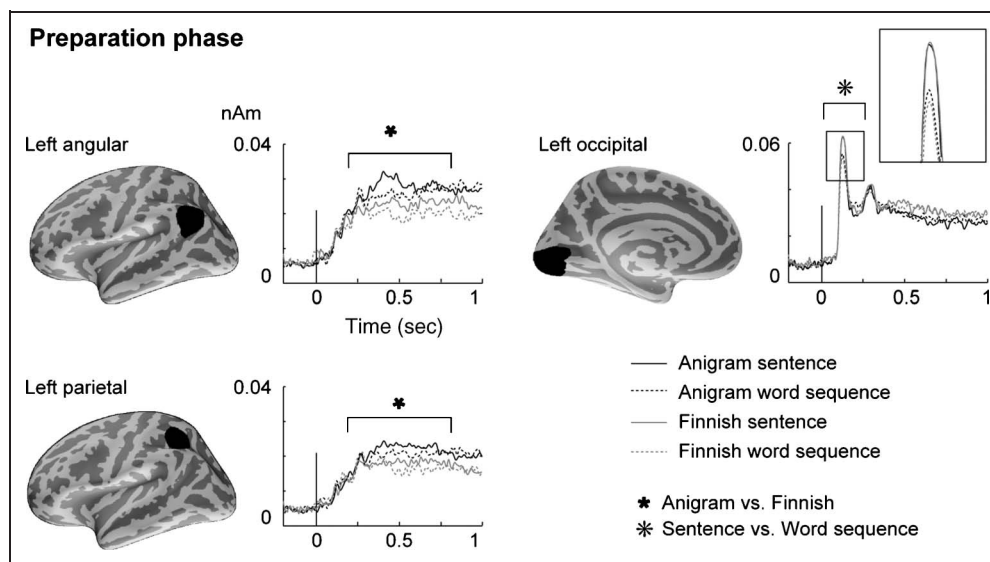 Preparation phase
Left angular
nAm
0.04
0
✱
0
0.5
1
Time (sec)
Left occipital
0.06
0
✳
0
0.5
1
Left parietal
0.04
0
✱
0
0.5
1
Anigram sentence
Anigram word sequence
Finnish sentence
Finnish word sequence
✱ Anigram vs. Finnish
✳ Sentence vs. Word sequence